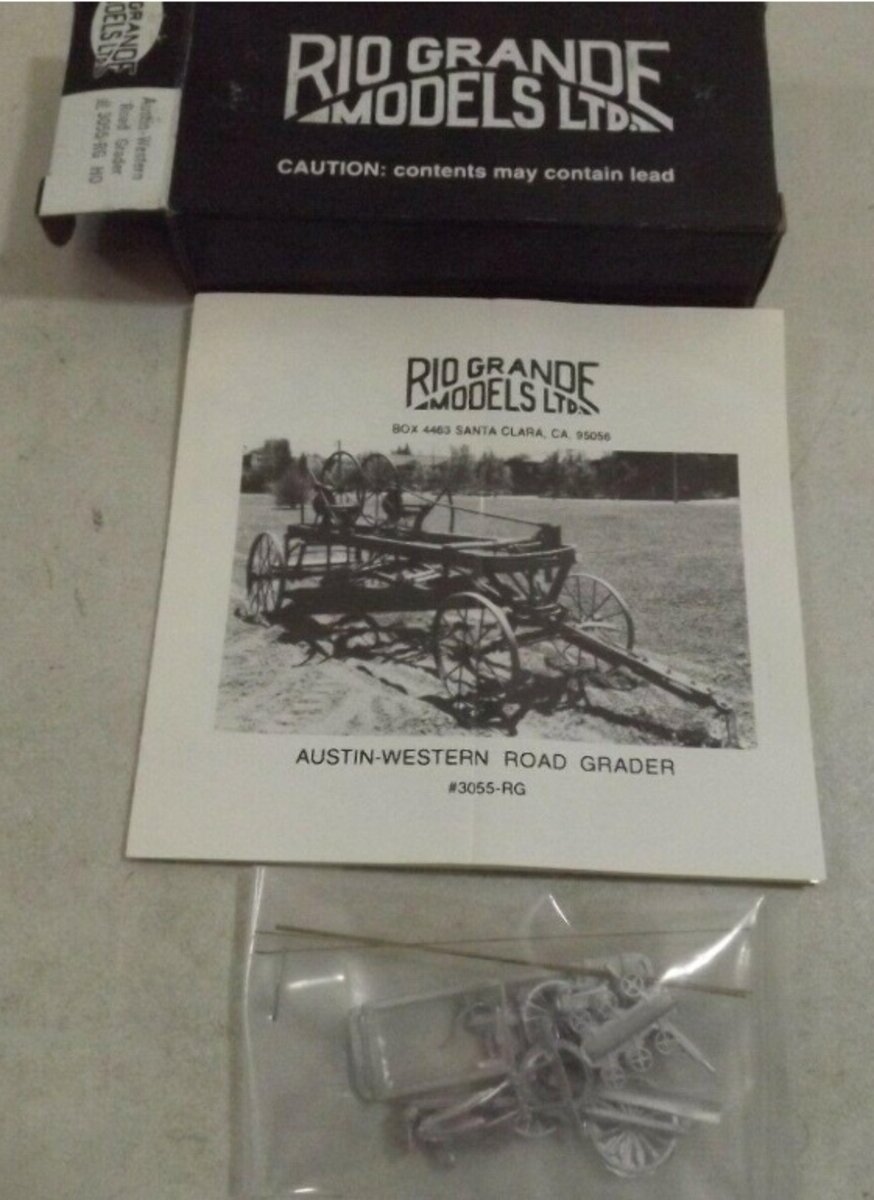 GRANDE
MODELS LTD.
Austin-Western
Road Grader
# 3055-RG HO
RIO GRANDE
MODELS LTD.
CAUTION: contents may contain lead
RIO GRANDE
MODELS LTD.
BOX 4463 SANTA CLARA, CA. 95056
AUSTIN-WESTERN ROAD GRADER
#3055-RG